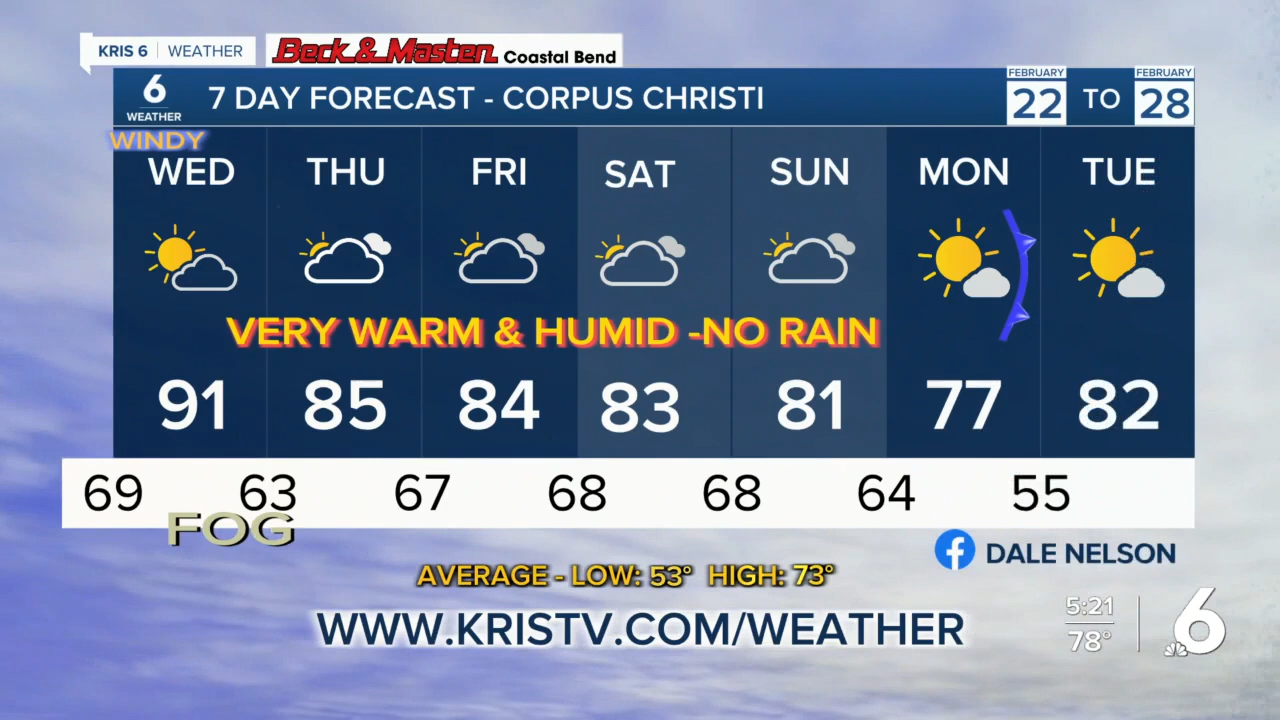 KRIS 6 | WEATHER
Beck & Masten Coastal Bend
6
WEATHER
7 DAY FORECAST - CORPUS CHRISTI
FEBRUARY
22
TO
FEBRUARY
28
WINDY
WED THU FRI SAT SUN MON TUE
VERY WARM & HUMID -NO RAIN
91 85 84 83 81 77 82
69 63 67 68 68 64 55
FOG
DALE NELSON
AVERAGE - LOW: 53° HIGH: 73°
WWW.KRISTV.COM/WEATHER
5:21
78°
6